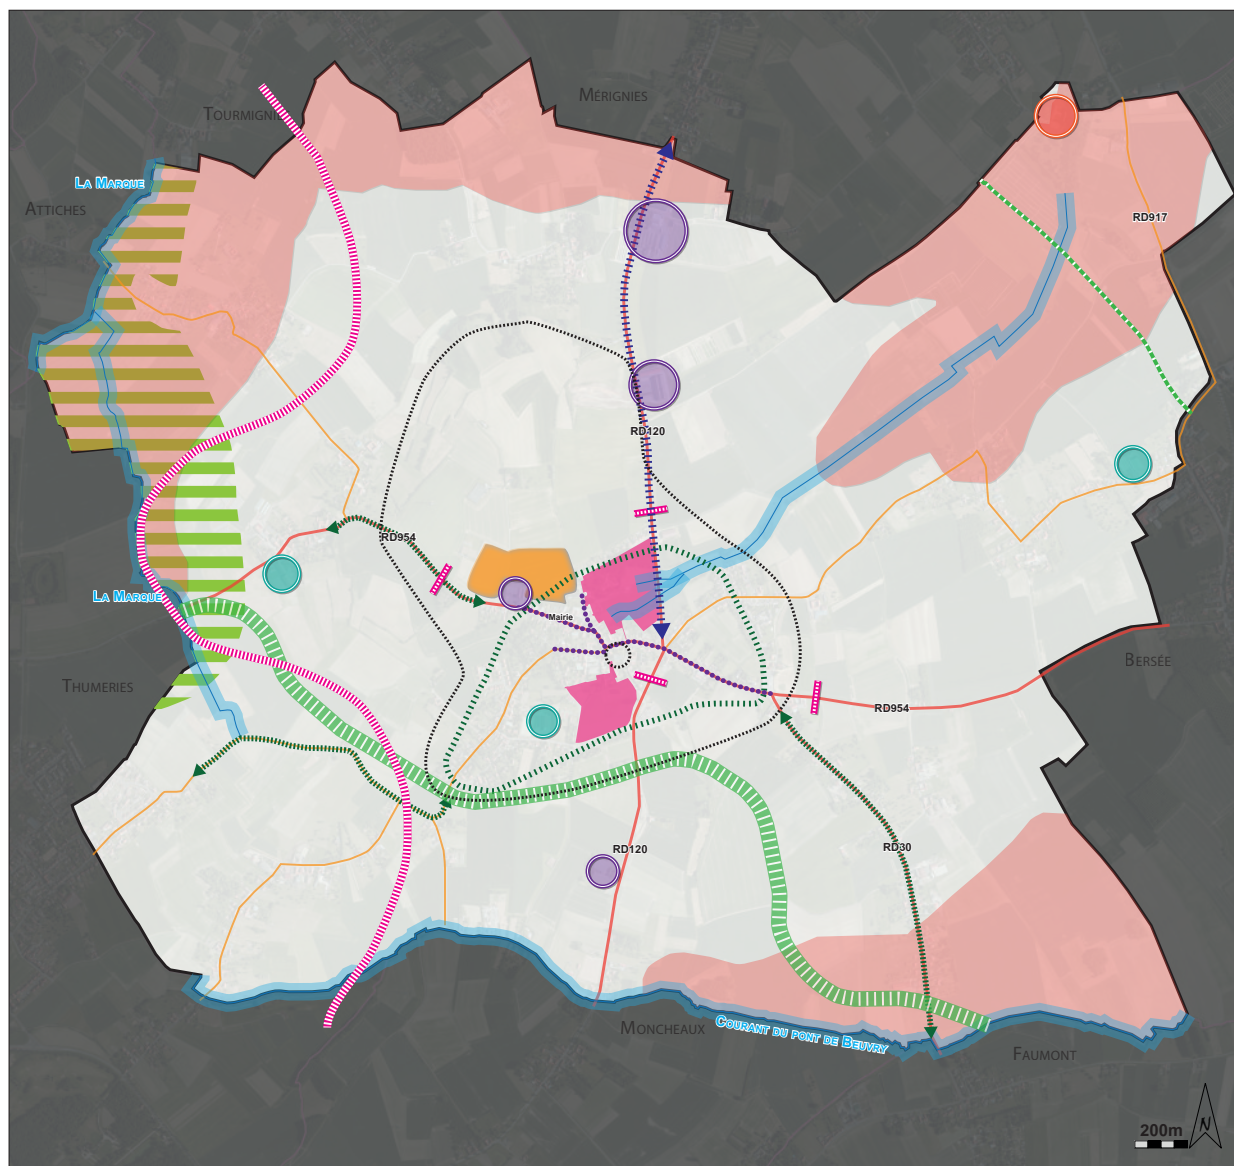 MÉRIGNIES
TOURMIGNIES
LA MARQUE
ATTICHES
RD917
RD120
RD954
LA MARQUE
Mairie
BERSÉE
THUMERIES
RD954
RD30
RD120
MONCHEAUX
COURANT DU PONT DE BEUVRY
FAUMONT
200m
N